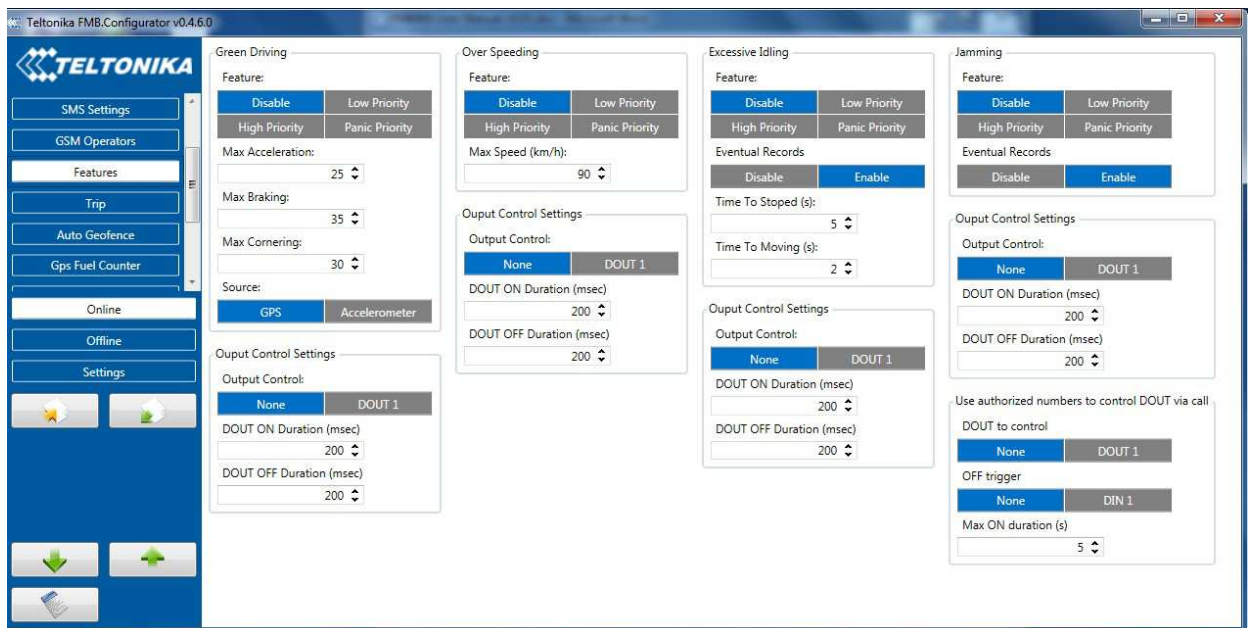 Teltonika FMB.Configurator v0.4.6.0
TELTONIKA
SMS Settings
GSM Operators
Features
Trip
Auto Geofence
Gps Fuel Counter
Online
Offline
Settings
Green Driving
Feature:
Disable Low Priority
High Priority Panic Priority
Max Acceleration:
25
Max Braking:
35
Max Cornering:
30
Source:
GPS Accelerometer
Ouput Control Settings
Output Control:
None DOUT 1
DOUT ON Duration (msec)
200
DOUT OFF Duration (msec)
200
Over Speeding
Feature:
Disable Low Priority
High Priority Panic Priority
Max Speed (km/h):
90
Ouput Control Settings
Output Control:
None DOUT 1
DOUT ON Duration (msec)
200
DOUT OFF Duration (msec)
200
Excessive Idling
Feature:
Disable Low Priority
High Priority Panic Priority
Eventual Records
Disable Enable
Time To Stoped (s):
5
Time To Moving (s):
2
Ouput Control Settings
Output Control:
None DOUT 1
DOUT ON Duration (msec)
200
DOUT OFF Duration (msec)
200
Jamming
Feature:
Disable Low Priority
High Priority Panic Priority
Eventual Records
Disable Enable
Ouput Control Settings
Output Control:
None DOUT 1
DOUT ON Duration (msec)
200
DOUT OFF Duration (msec)
200
Use authorized numbers to control DOUT via call
DOUT to control
None DOUT 1
OFF trigger
None DIN 1
Max ON duration (s)
5